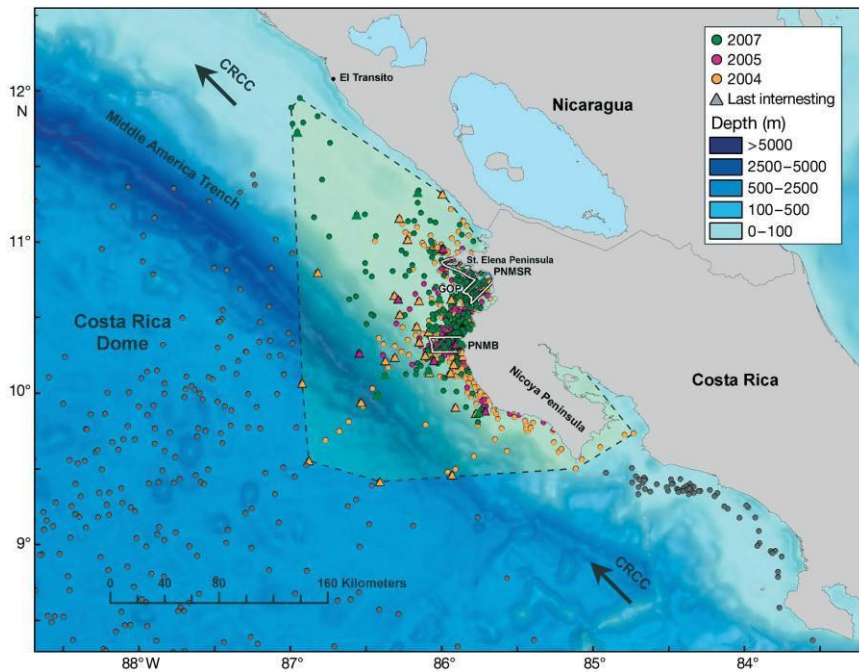 CRCC
El Transito
12°
N
Nicaragua
Middle America Trench
2007
2005
2004
Last internesting
Depth (m)
>5000
2500–5000
500–2500
100–500
0–100
11°
St. Elena Peninsula
PNMSR
GOP
Costa Rica
Dome
PNMB
10°
Nicoya Peninsula
Costa Rica
9°
0 40 80 160 Kilometers
CRCC
88°W
87°
86°
85°
84°